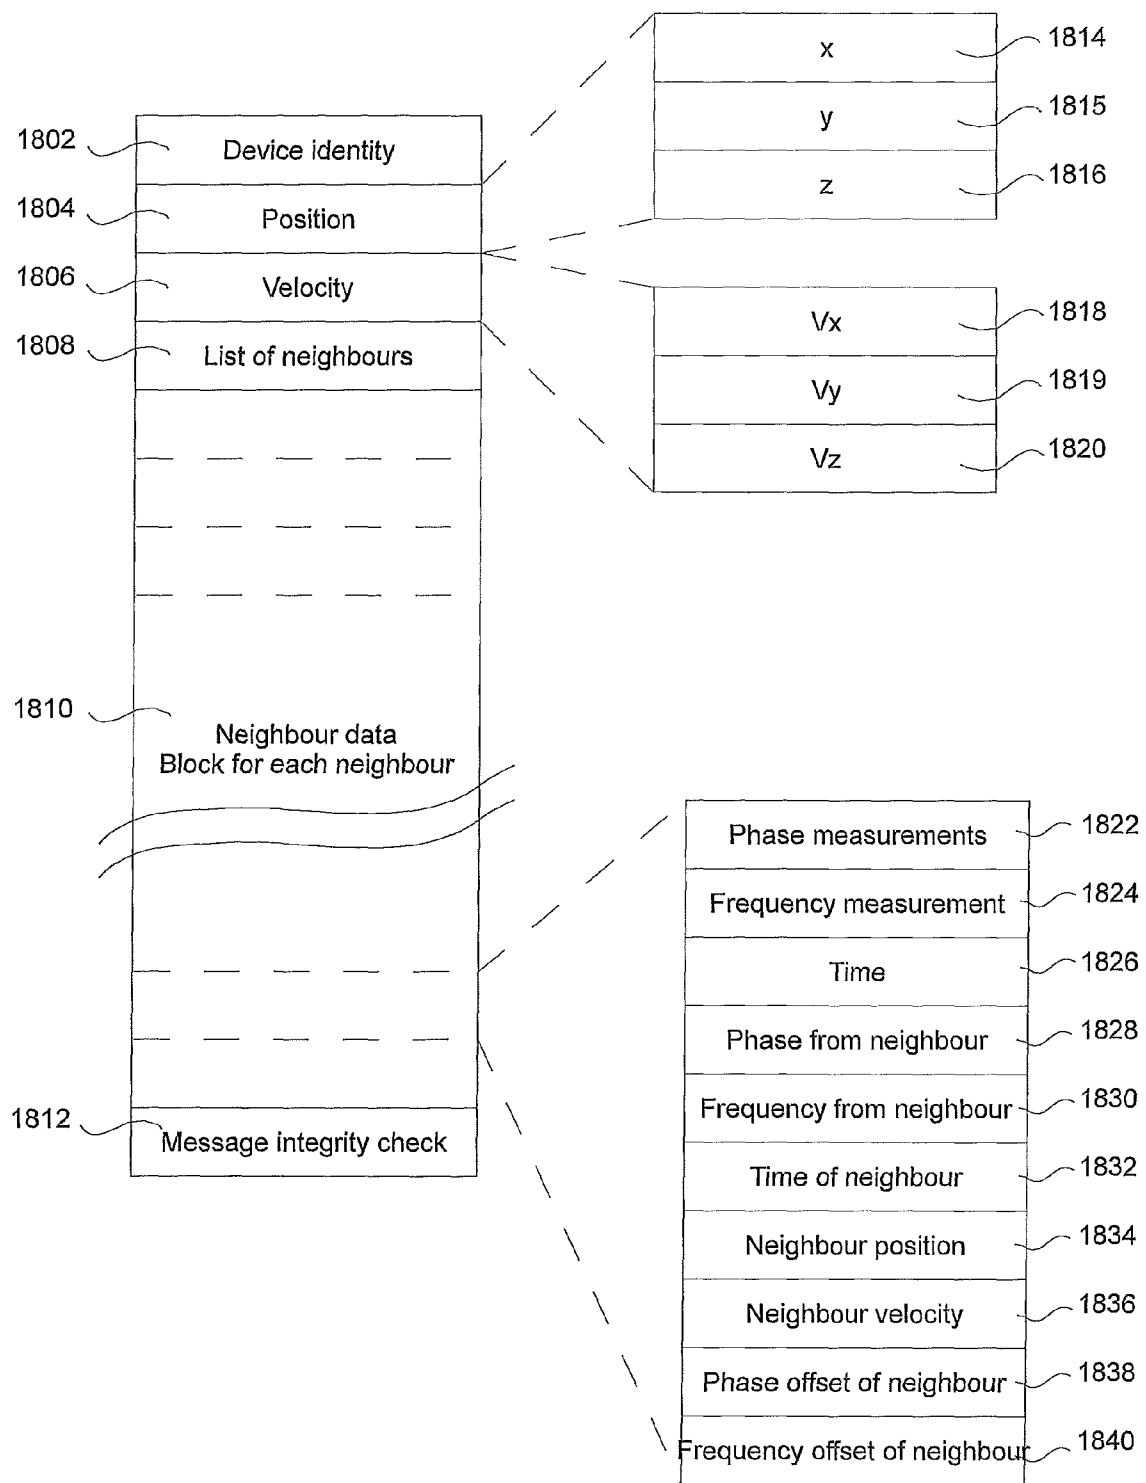 1802
Device identity
1804
Position
1806
Velocity
1808
List of neighbours
1810
Neighbour data
Block for each neighbour
1812
Message integrity check
x
1814
y
1815
z
1816
Vx
1818
Vy
1819
Vz
1820
Phase measurements
1822
Frequency measurement
1824
Time
1826
Phase from neighbour
1828
Frequency from neighbour
1830
Time of neighbour
1832
Neighbour position
1834
Neighbour velocity
1836
Phase offset of neighbour
1838
Frequency offset of neighbour
1840